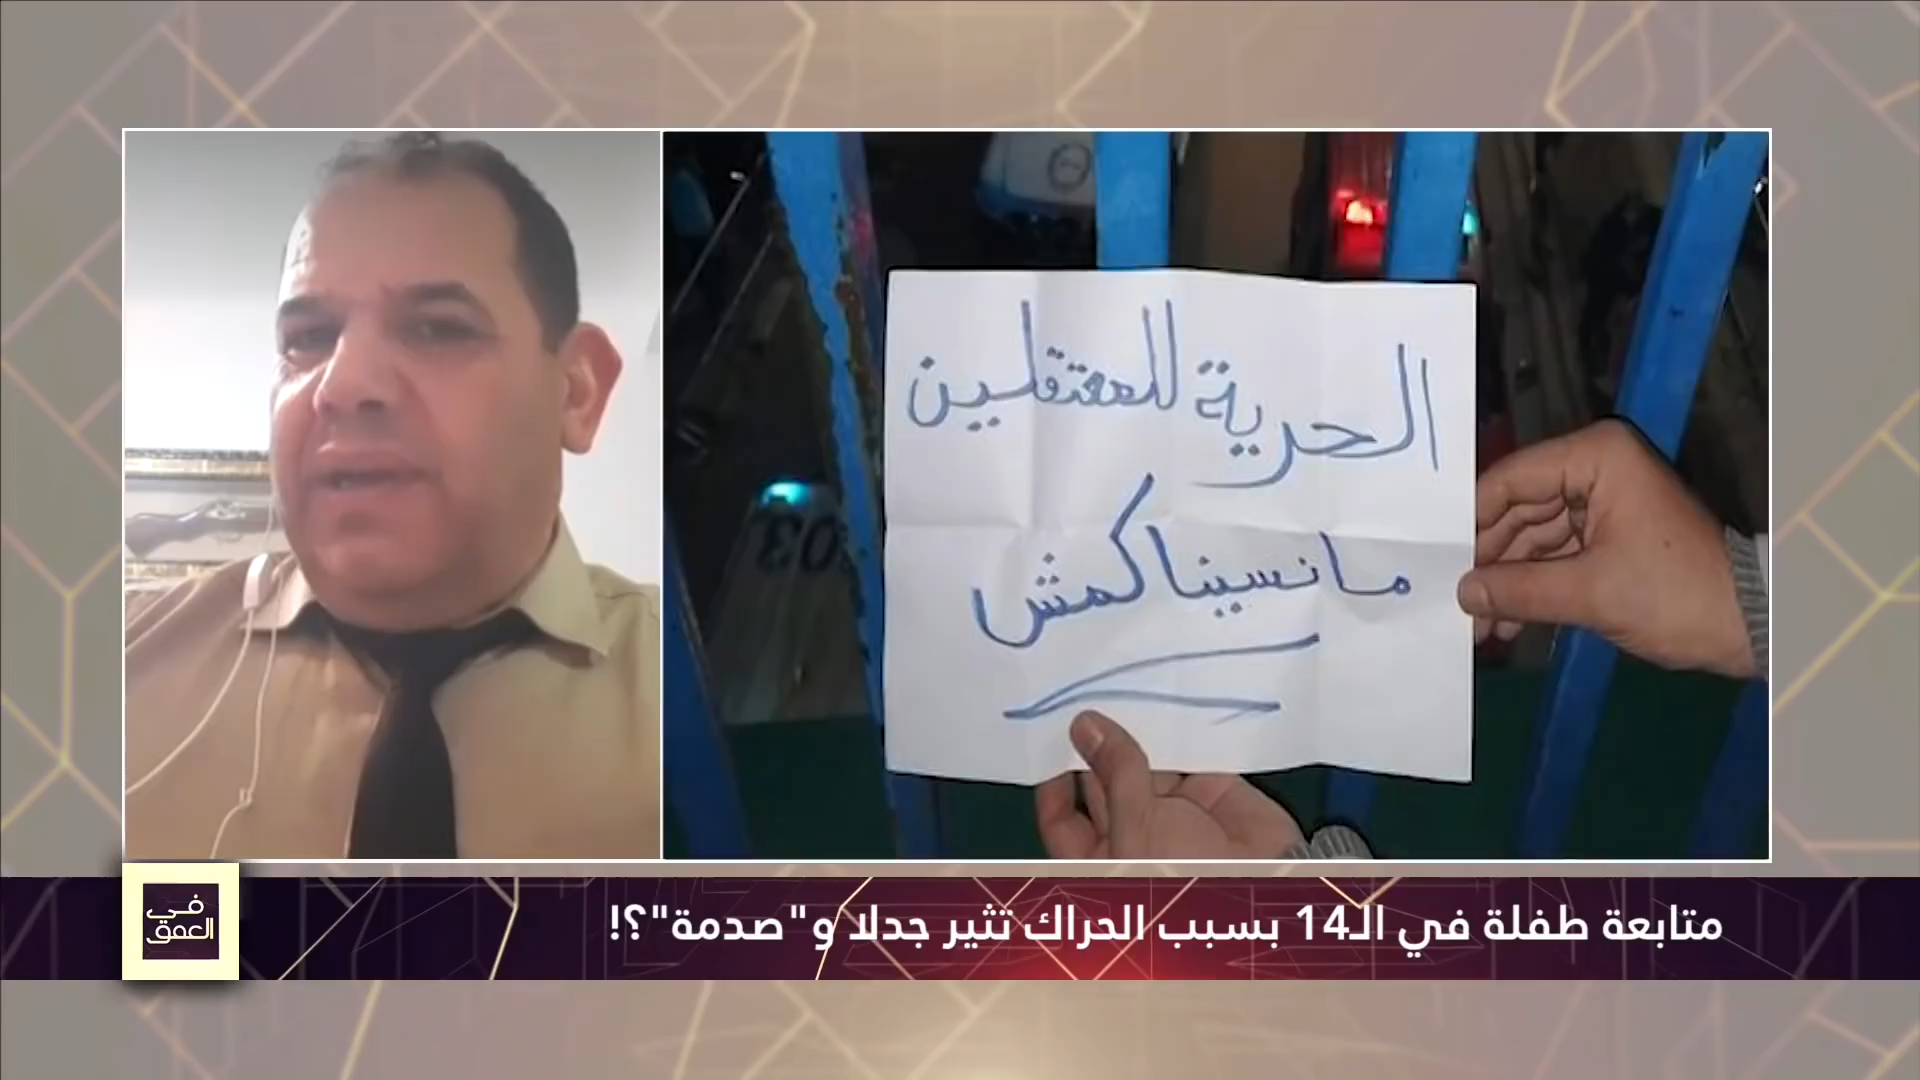 الحرية للمعتقلين
مانسيناكمش
متابعة طفلة في الـ14 بسبب الحراك تثير جدلا و"صدمة"؟!
في
العمق